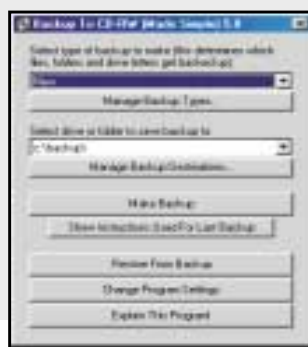 Backup To CD-RW (Made Simple) 5.0
Select type of backup to make (this determines which
files, folders and drive letters get backed up):
Manage Backup Types...
Select drive or folder to save backup to
c:\backup\
Manage Backup Destinations...
Make Backup
Show Instructions Used For Last Backup
Restore From Backup
Change Program Settings
Explain This Program